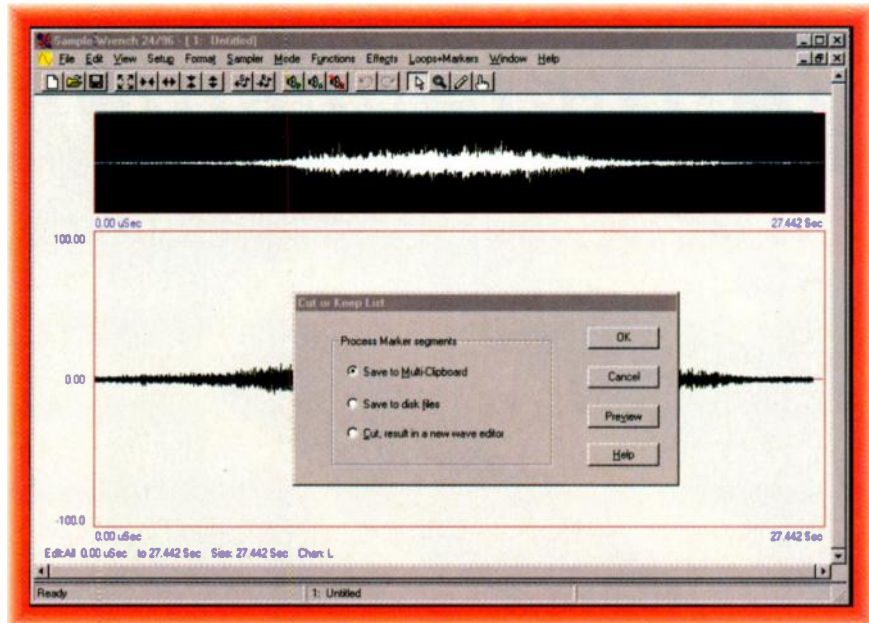 Sample Wrench 24/96 - [ 1: Untitled]
File Edit View Setup Format Sampler Mode Functions Effects Loops+Markers Window Help
0.00 uSec 27.442 Sec
100.00
Cut or Keep List
Process Marker segments
OK
Save to Multi-Clipboard
0.00
Cancel
Save to disk files
Preview
Cut, result in a new wave editor
Help
-100.0
0.00 uSec 27.442 Sec
Edit:All 0.00 uSec to 27.442 Sec Size: 27.442 Sec Chan: L
Ready 1: Untitled